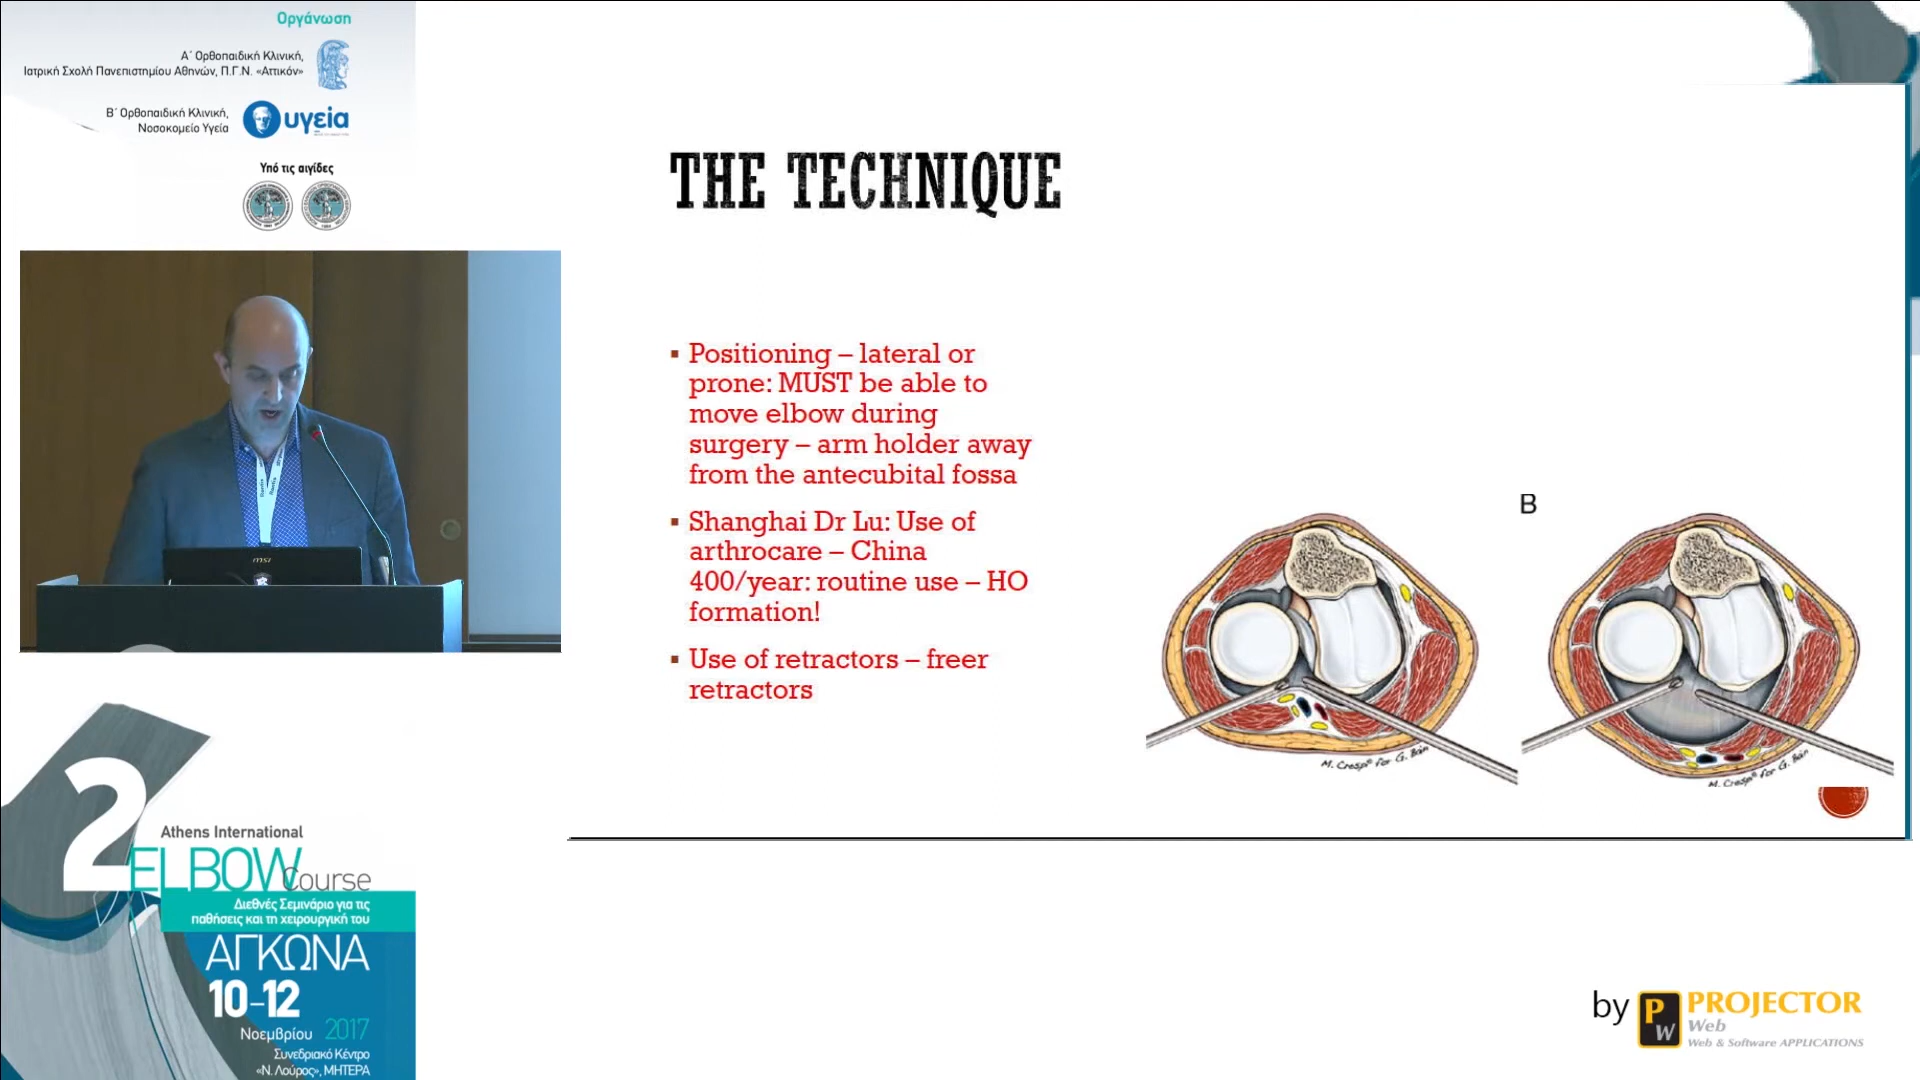 Οργάνωση
Α΄ Ορθοπαιδική Κλινική,
Ιατρική Σχολή Πανεπιστημίου Αθηνών, Π.Γ.Ν. «Αττικόν»
Β΄ Ορθοπαιδική Κλινική,
Νοσοκομείο Υγεία
υγεία
Υπό τις αιγίδες
msi
THE TECHNIQUE
▪ Positioning – lateral or
prone: MUST be able to
move elbow during
surgery – arm holder away
from the antecubital fossa
▪ Shanghai Dr Lu: Use of
arthrocare – China
400/year: routine use – HO
formation!
▪ Use of retractors – freer
retractors
B
M. Crespi® for G. Bain
M. Crespi® for G. Bain
2
Athens International
ELBOW
Course
Διεθνές Σεμινάριο για τις
παθήσεις και τη χειρουργική του
ΑΓΚΩΝΑ
10-12
Νοεμβρίου 2017
Συνεδριακό Κέντρο
«Ν. Λούρος», ΜΗΤΕΡΑ
by PW PROJECTOR
Web
Web & Software APPLICATIONS